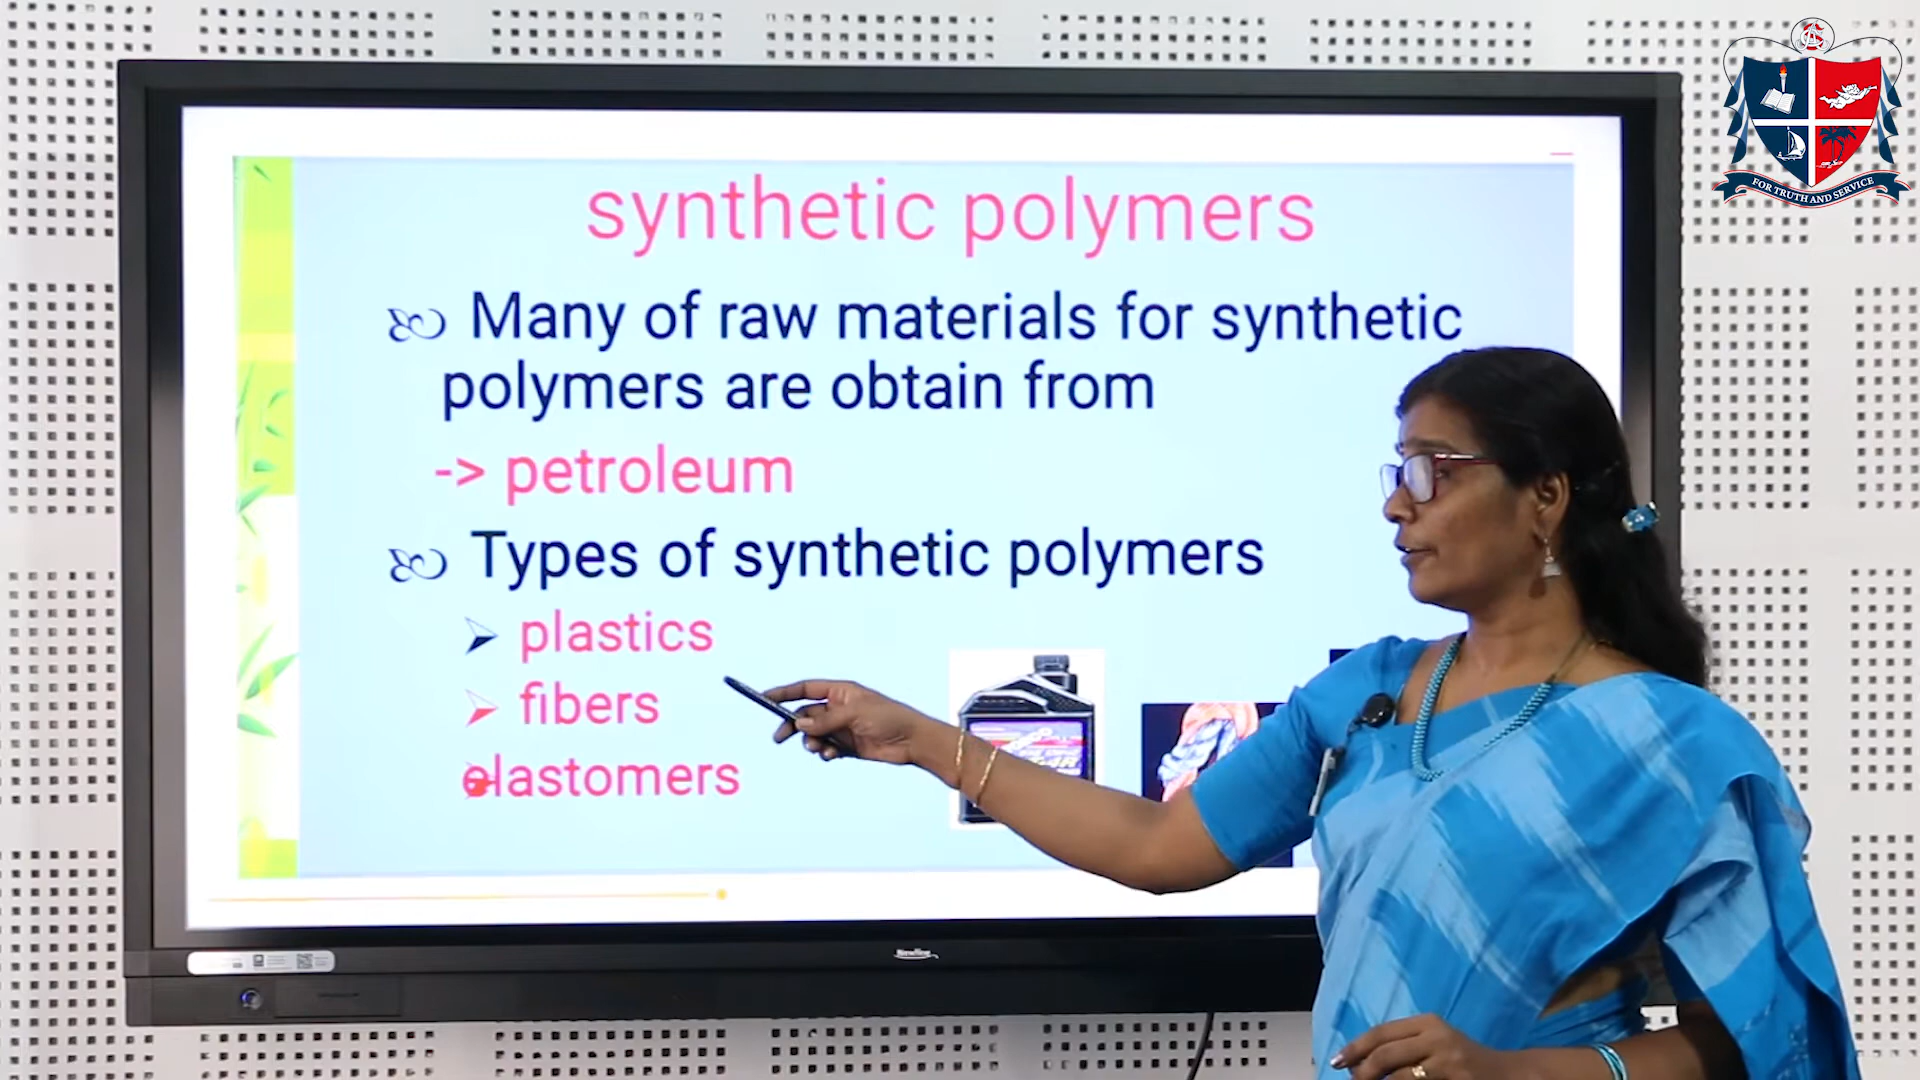 synthetic polymers
Many of raw materials for synthetic
polymers are obtain from
-> petroleum
Types of synthetic polymers
plastics
fibers
elastomers
FOR TRUTH AND SERVICE
Newline